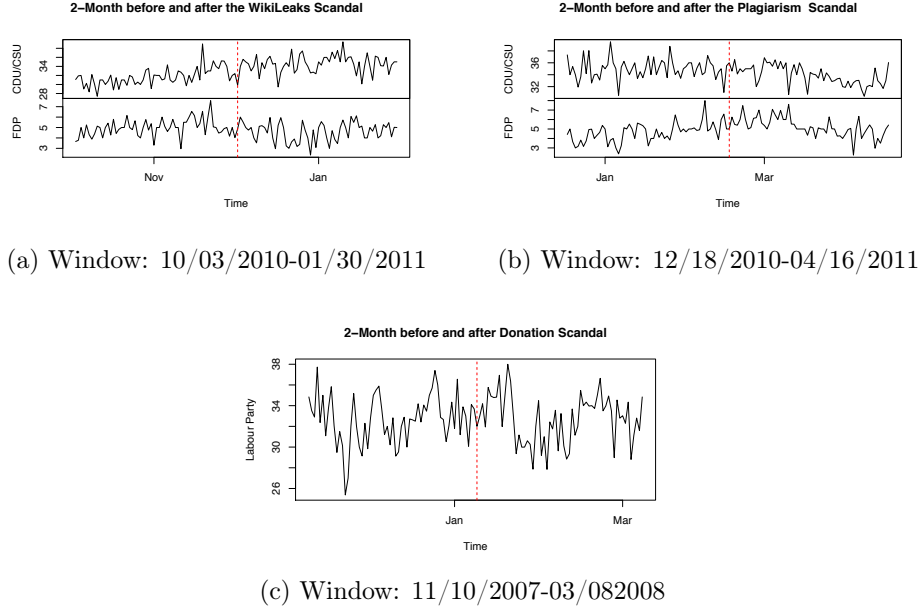 2−Month before and after the WikiLeaks Scandal
CDU/CSU
34
28
FDP
7
5
3
Nov
Jan
Time
(a) Window: 10/03/2010-01/30/2011
2−Month before and after the Plagiarism Scandal
CDU/CSU
36
32
FDP
7
5
3
Jan
Mar
Time
(b) Window: 12/18/2010-04/16/2011
2−Month before and after Donation Scandal
Labour Party
38
34
30
26
Jan
Mar
Time
(c) Window: 11/10/2007-03/082008